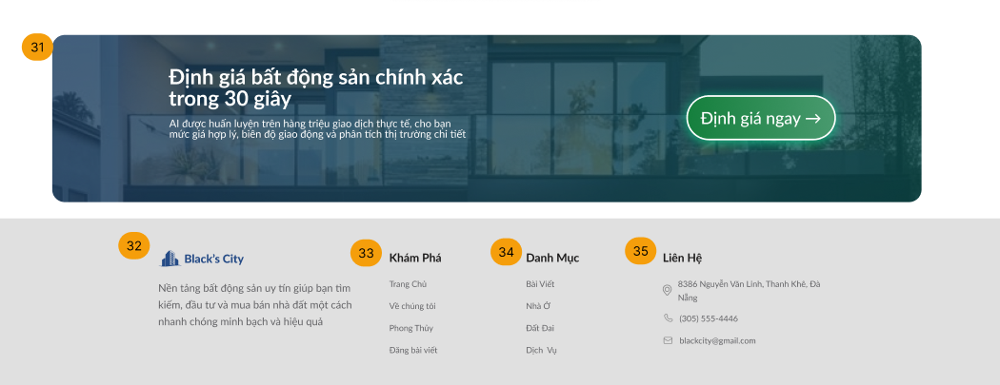 31
Định giá bất động sản chính xác
trong 30 giây
AI được huấn luyện trên hàng triệu giao dịch thực tế, cho bạn
mức giá hợp lý, biên độ giao động và phân tích thị trường chi tiết
Định giá ngay →
32
Black's City
Nền tảng bất động sản uy tín giúp bạn tìm
kiếm, đầu tư và mua bán nhà đất một cách
nhanh chóng minh bạch và hiệu quả
33
Khám Phá
Trang Chủ
Về chúng tôi
Phong Thủy
Đăng bài viết
34
Danh Mục
Bài Viết
Nhà Ở
Đất Đai
Dịch Vụ
35
Liên Hệ
8386 Nguyễn Văn Linh, Thanh Khê, Đà
Nẵng
(305) 555-4446
blackcity@gmail.com